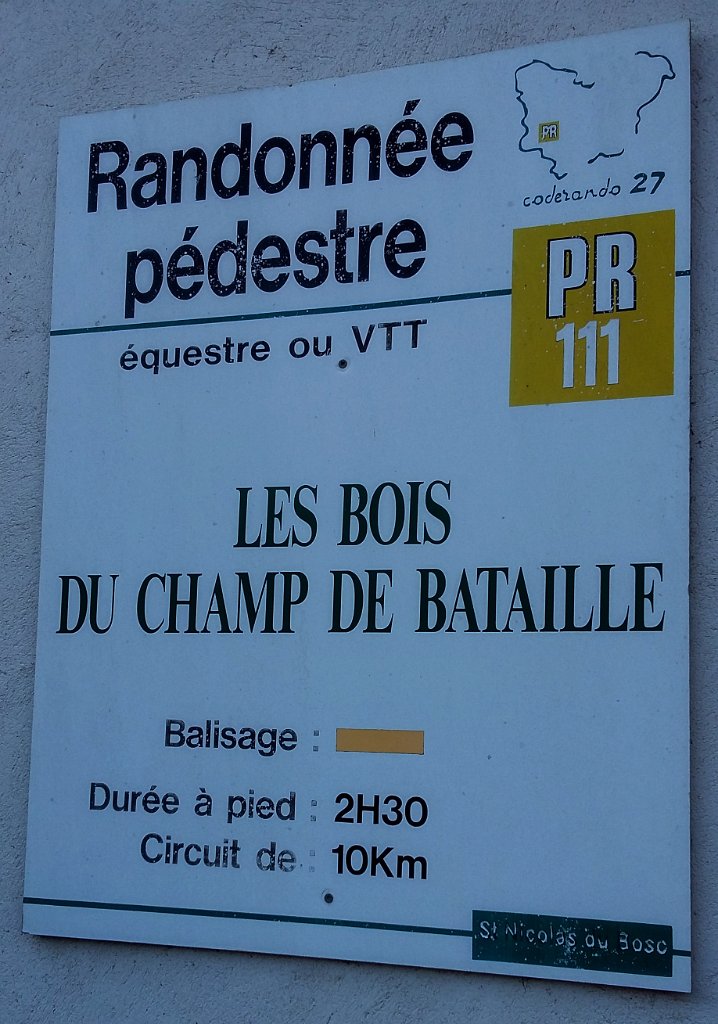 Randonnée
pédestre
équestre ou VTT
PR
coderando 27
PR
111
LES BOIS
DU CHAMP DE BATAILLE
Balisage :
Durée à pied : 2H30
Circuit de : 10Km
St Nicolas du Bosc